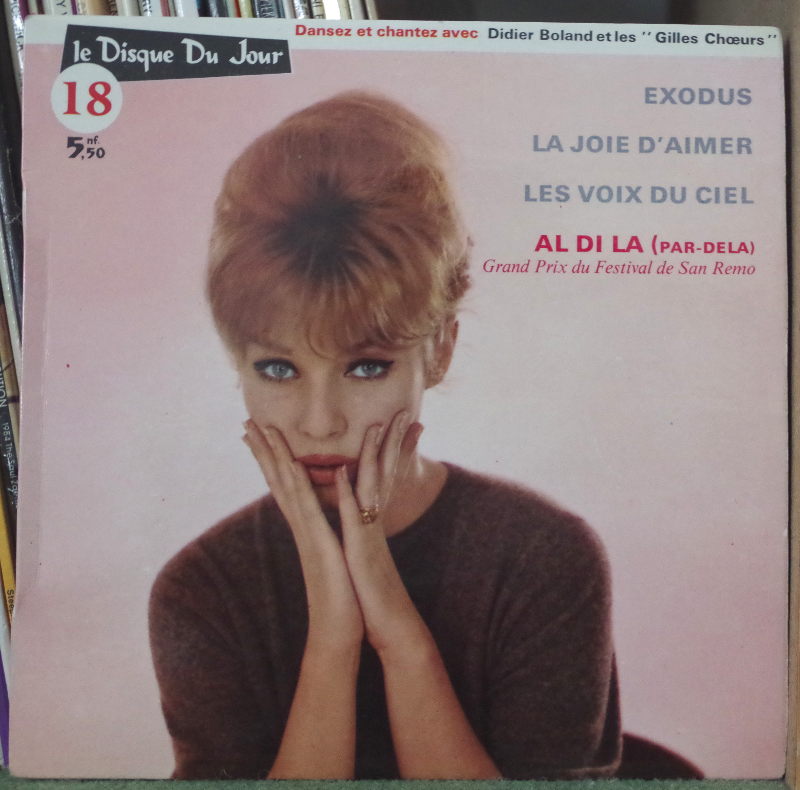 le Disque Du Jour
Dansez et chantez avec Didier Boland et les " Gilles Chœurs "
18
5,50 nf.
EXODUS
LA JOIE D'AIMER
LES VOIX DU CIEL
AL DI LA (PAR-DELA)
Grand Prix du Festival de San Remo